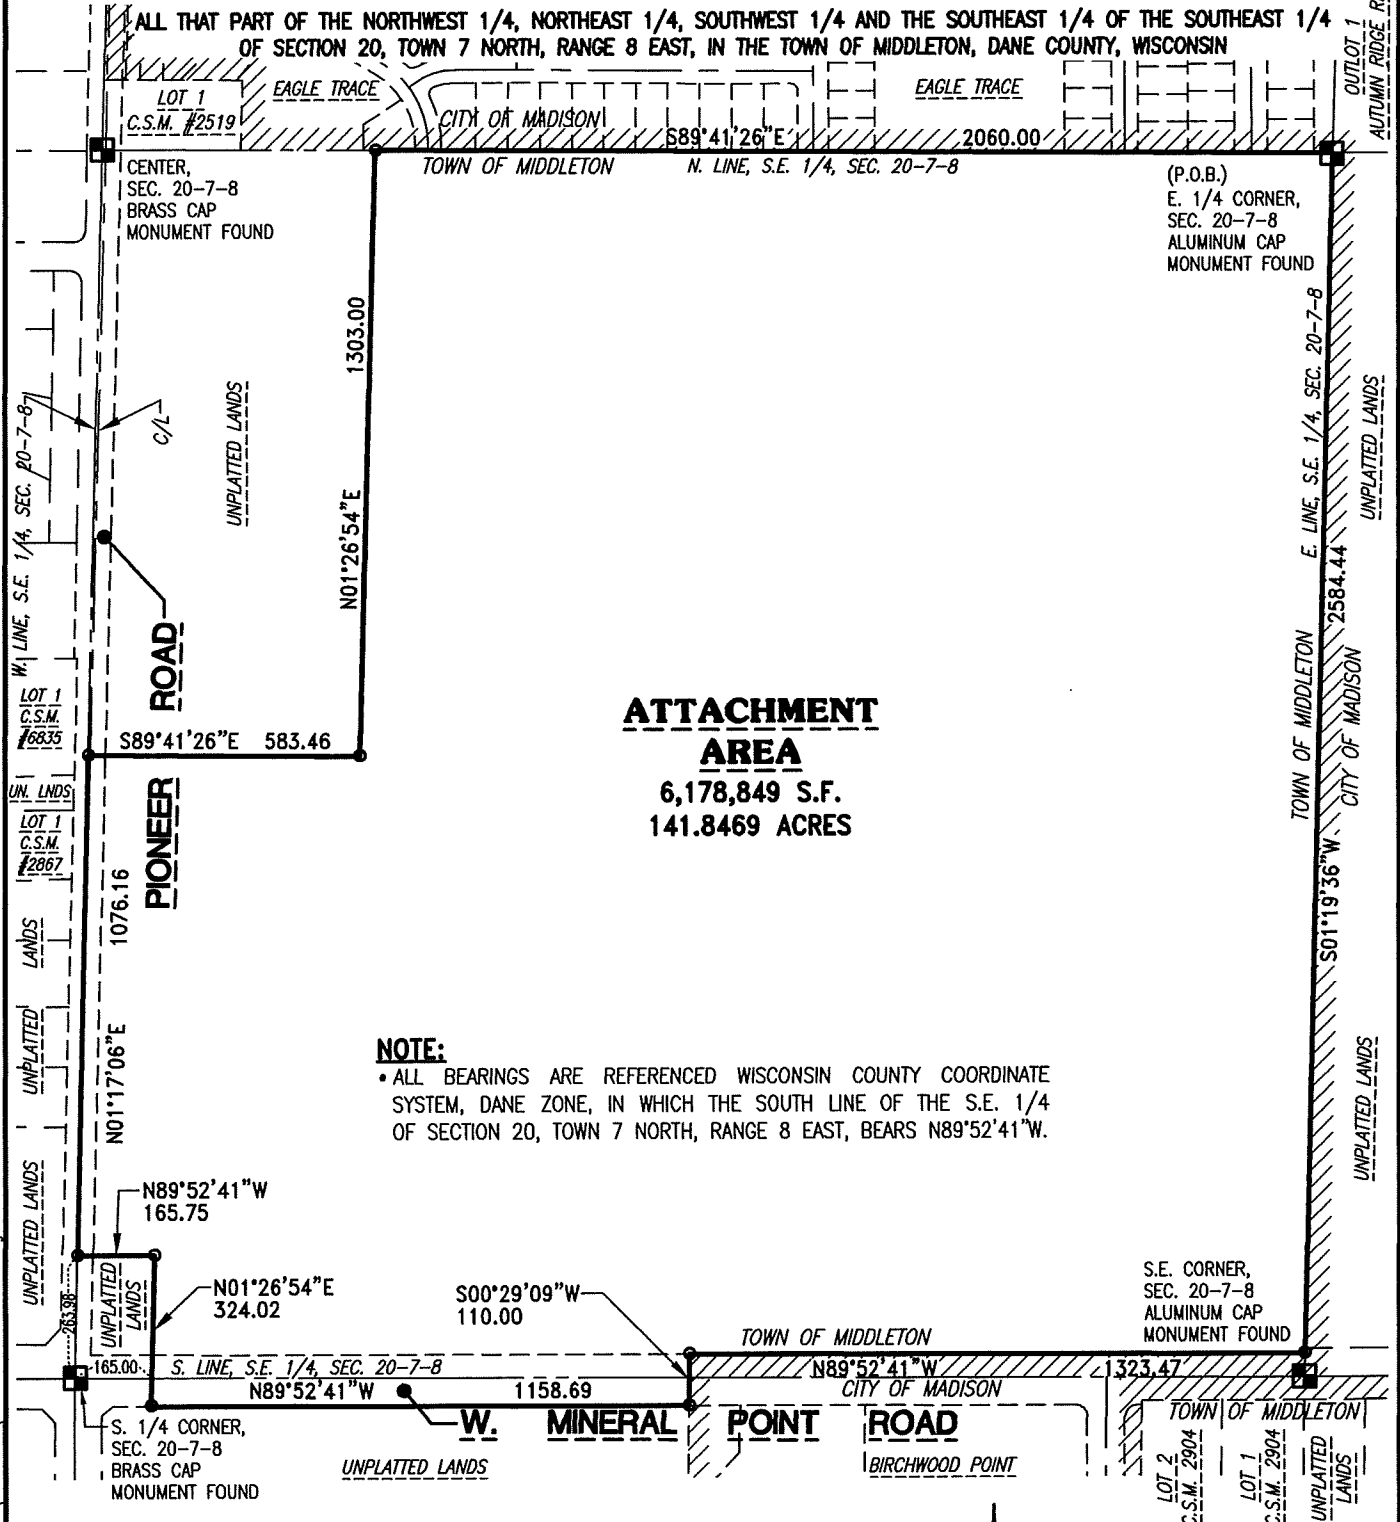 ALL THAT PART OF THE NORTHWEST 1/4, NORTHEAST 1/4, SOUTHWEST 1/4 AND THE SOUTHEAST 1/4 OF THE SOUTHEAST 1/4
OF SECTION 20, TOWN 7 NORTH, RANGE 8 EAST, IN THE TOWN OF MIDDLETON, DANE COUNTY, WISCONSIN
OUTLOT 1
AUTUMN RIDGE
LOT 1
C.S.M. #2519
EAGLE TRACE
EAGLE TRACE
CITY OF MADISON
S89°41'26"E 2060.00
TOWN OF MIDDLETON
N. LINE, S.E. 1/4, SEC. 20-7-8
CENTER,
SEC. 20-7-8
BRASS CAP
MONUMENT FOUND
(P.O.B.)
E. 1/4 CORNER,
SEC. 20-7-8
ALUMINUM CAP
MONUMENT FOUND
1303.00
N01°26'54"E
UNPLATTED LANDS
C/L
W. LINE, S.E. 1/4, SEC. 20-7-8
E. LINE, S.E. 1/4, SEC. 20-7-8
UNPLATTED LANDS
2584.44
S01°19'36"W
TOWN OF MIDDLETON
CITY OF MADISON
PIONEER ROAD
LOT 1
C.S.M.
#6835
S89°41'26"E 583.46
UN. LNDS
LOT 1
C.S.M.
#2867
ATTACHMENT
AREA
6,178,849 S.F.
141.8469 ACRES
1076.16
N01°17'06"E
UNPLATTED LANDS
NOTE:
• ALL BEARINGS ARE REFERENCED WISCONSIN COUNTY COORDINATE
SYSTEM, DANE ZONE, IN WHICH THE SOUTH LINE OF THE S.E. 1/4
OF SECTION 20, TOWN 7 NORTH, RANGE 8 EAST, BEARS N89°52'41"W.
UNPLATTED LANDS
UNPLATTED LANDS
N89°52'41"W
165.75
UNPLATTED
LANDS
N01°26'54"E
324.02
S00°29'09"W
110.00
S.E. CORNER,
SEC. 20-7-8
ALUMINUM CAP
MONUMENT FOUND
263.98
165.00
S. LINE, S.E. 1/4, SEC. 20-7-8
TOWN OF MIDDLETON
N89°52'41"W 1323.47
CITY OF MADISON
N89°52'41"W 1158.69
W. MINERAL POINT ROAD
S. 1/4 CORNER,
SEC. 20-7-8
BRASS CAP
MONUMENT FOUND
UNPLATTED LANDS
BIRCHWOOD POINT
TOWN OF MIDDLETON
LOT 2
C.S.M. 2904
LOT 1
C.S.M. 2904
UNPLATTED
LANDS